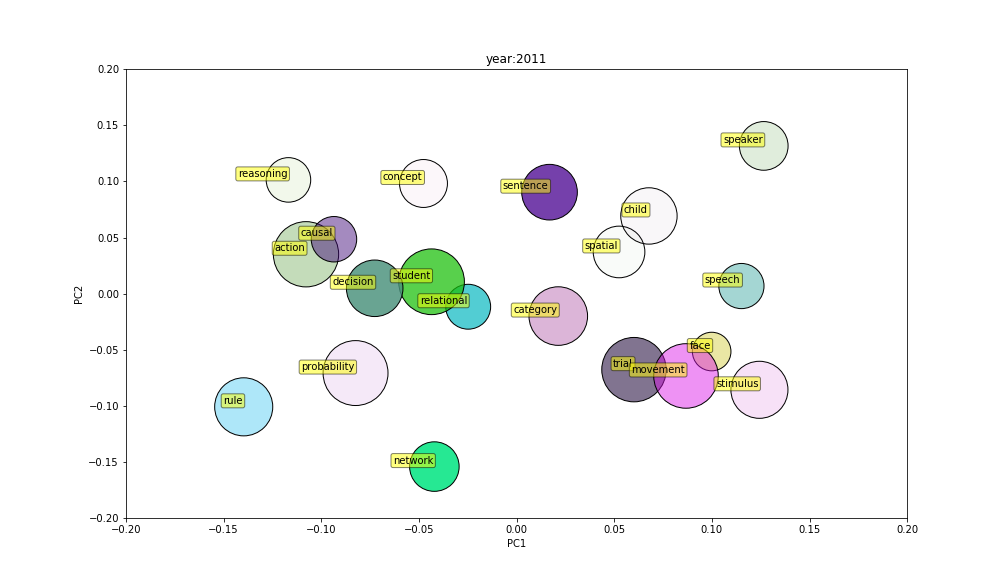 year:2011
0.20
0.15
0.10
0.05
0.00
−0.05
−0.10
−0.15
−0.20
PC2
speaker
reasoning
concept
sentence
child
causal
action
spatial
decision
student
speech
relational
category
face
trial
movement
probability
stimulus
rule
network
−0.20
−0.15
−0.10
−0.05
0.00
0.05
0.10
0.15
0.20
PC1